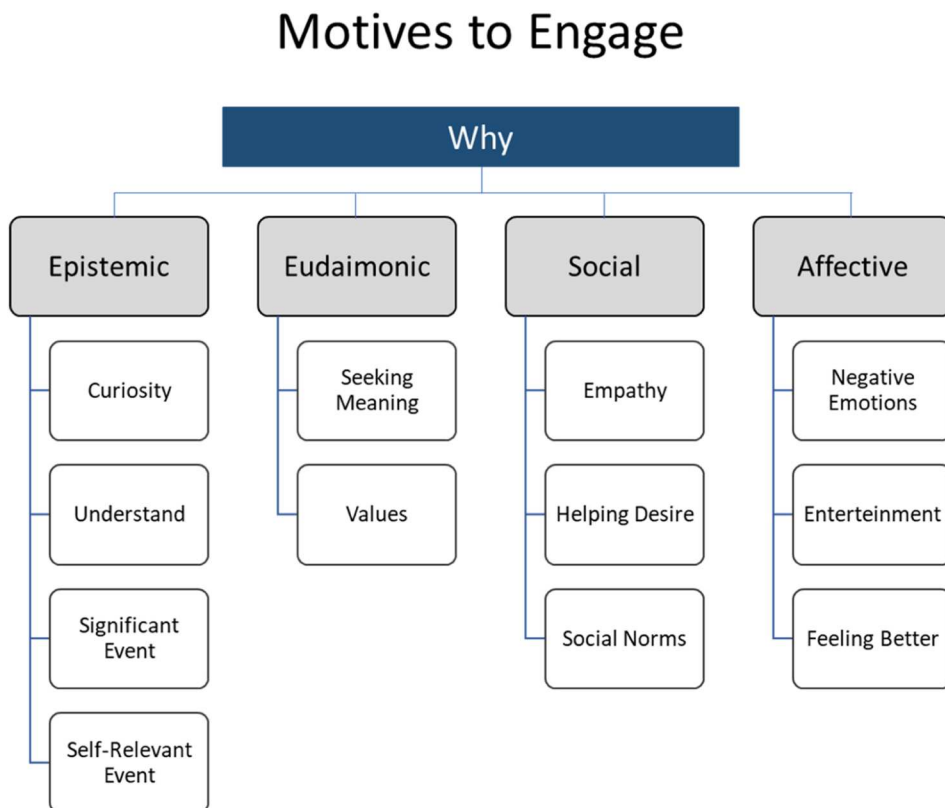 Motives to Engage
Why
Epistemic
Curiosity
Understand
Significant
Event
Self-Relevant
Event
Eudaimonic
Seeking
Meaning
Values
Social
Empathy
Helping Desire
Social Norms
Affective
Negative
Emotions
Enterteinment
Feeling Better